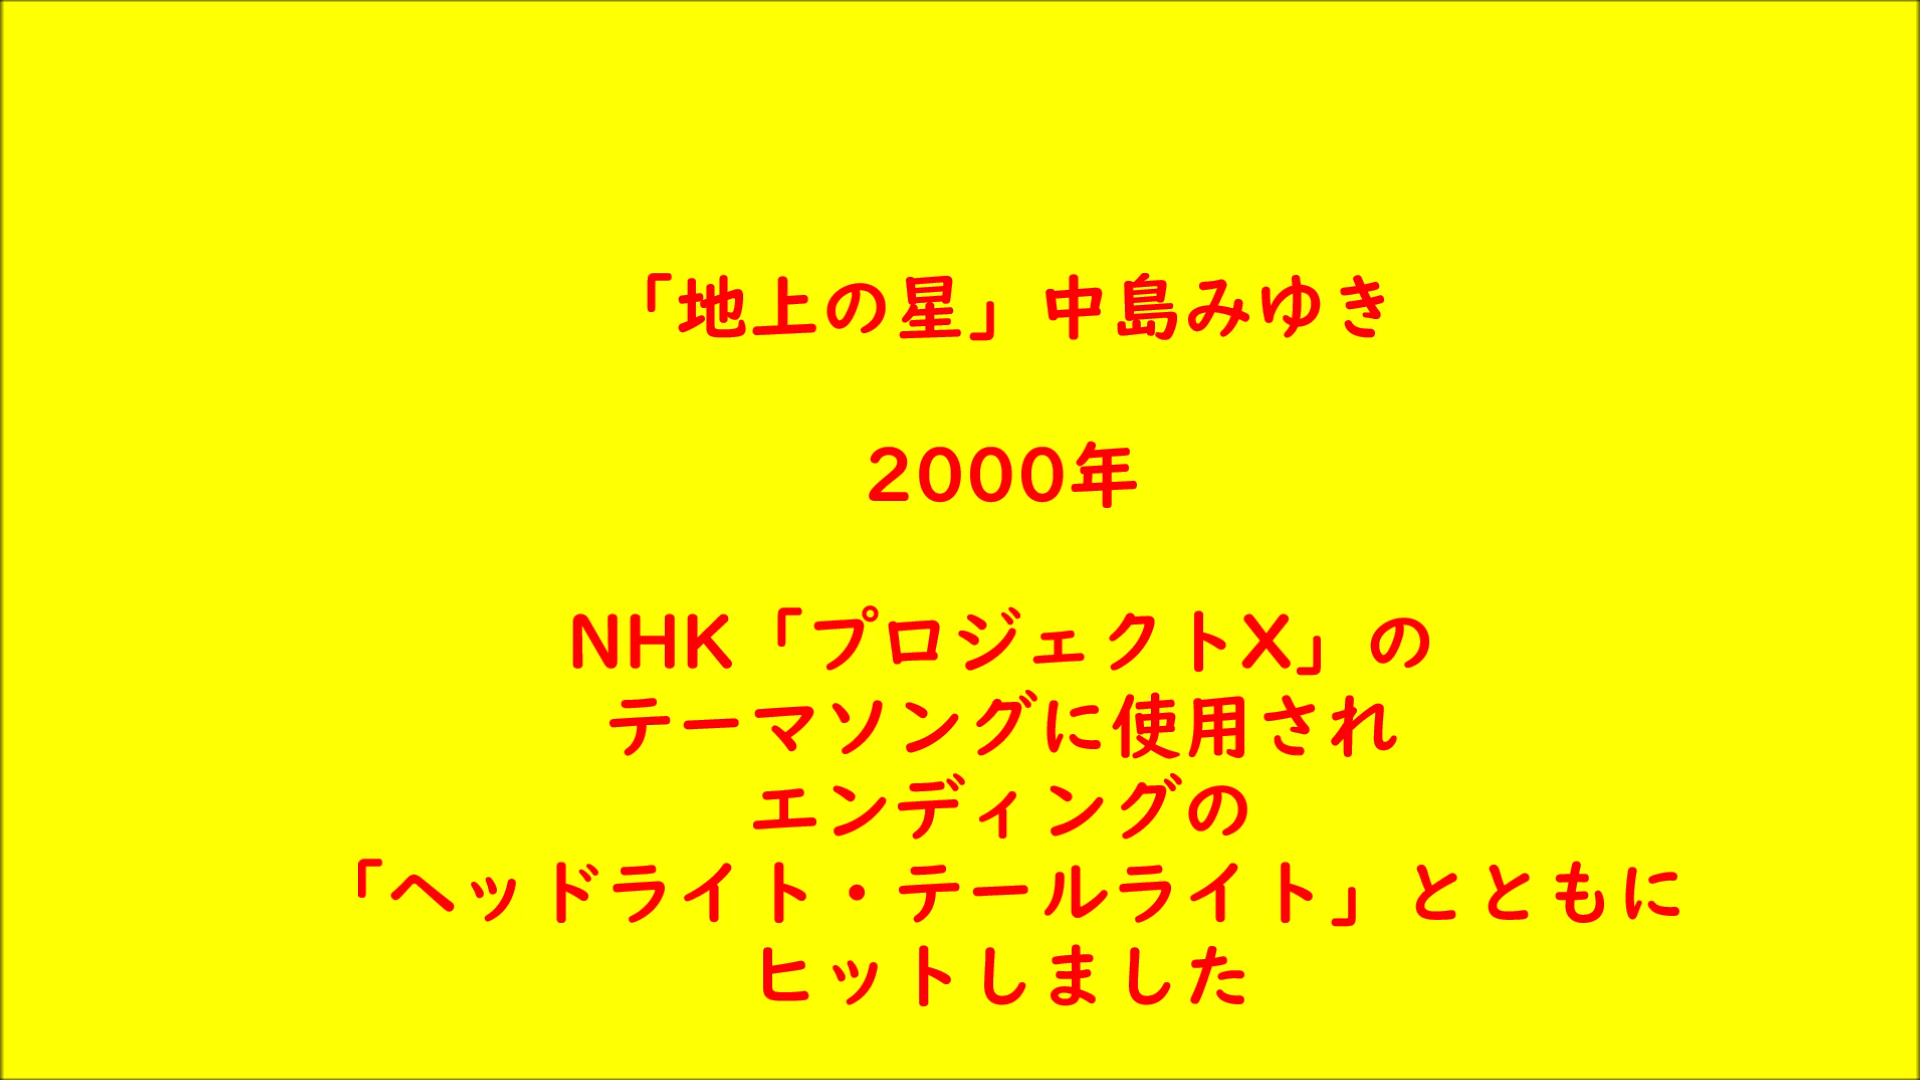 「地上の星」中島みゆき
2000年
NHK「プロジェクトX」の
テーマソングに使用され
エンディングの
「ヘッドライト・テールライト」とともに
ヒットしました